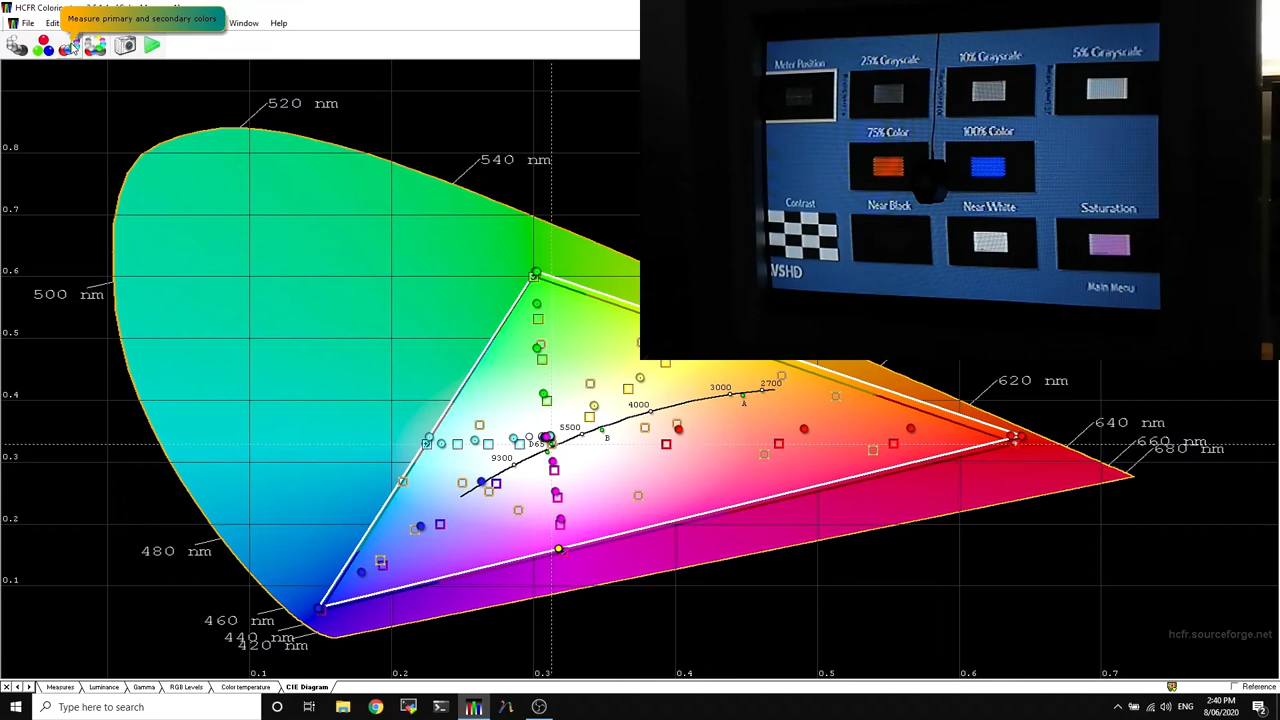 HCFR Colorim
Measure primary and secondary colors
File
Edit
Window
Help
520 nm
540 nm
500 nm
480 nm
460 nm
440 nm
420 nm
620 nm
640 nm
660 nm
680 nm
0.8
0.7
0.6
0.5
0.4
0.3
0.2
0.1
0.1
0.2
0.3
0.4
0.5
0.6
0.7
2700
3000
4000
5500
9300
D65
A
B
Meter Position
25% Grayscale
10% Grayscale
5% Grayscale
75% Color
100% Color
Contrast
Near Black
Near White
Saturation
VSHD
Main Menu
hcfr.sourceforge.net
Measures
Luminance
Gamma
RGB Levels
Color temperature
CIE Diagram
Reference
Type here to search
ENG
2:40 PM
8/06/2020
2